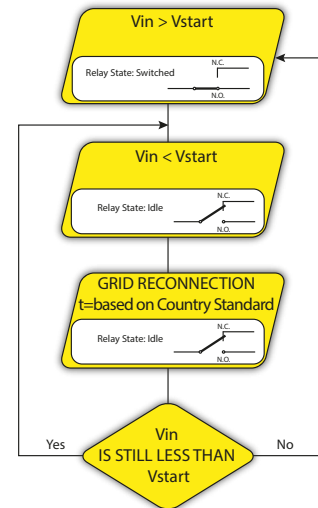 Vin > Vstart
N.C.
Relay State: Switched
N.O.
Vin < Vstart
N.C.
Relay State: Idle
N.O.
GRID RECONNECTION
t=based on Country Standard
N.C.
Relay State: Idle
N.O.
Vin
Yes
IS STILL LESS THAN
No
Vstart